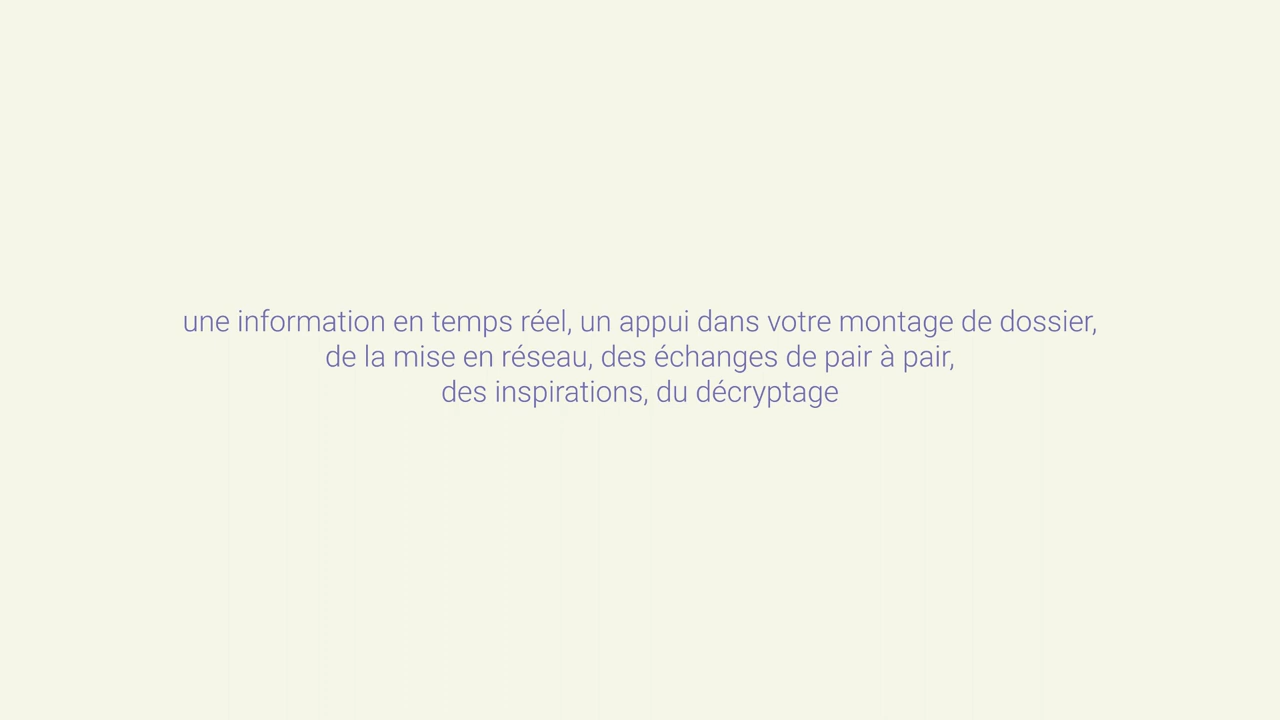 une information en temps réel, un appui dans votre montage de dossier,
de la mise en réseau, des échanges de pair à pair,
des inspirations, du décryptage